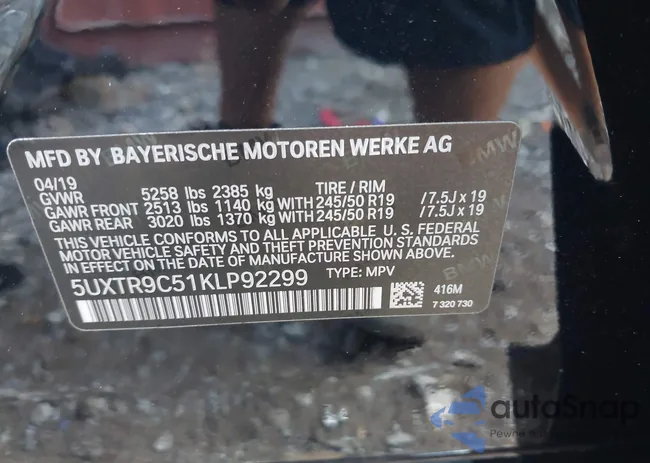 MFD BY BAYERISCHE MOTOREN WERKE AG
04/19
GVWR 5258 lbs 2385 kg TIRE / RIM
GAWR FRONT 2513 lbs 1140 kg WITH 245/50 R19 / 7.5J x 19
GAWR REAR 3020 lbs 1370 kg WITH 245/50 R19 / 7.5J x 19
THIS VEHICLE CONFORMS TO ALL APPLICABLE U. S. FEDERAL
MOTOR VEHICLE SAFETY AND THEFT PREVENTION STANDARDS
IN EFFECT ON THE DATE OF MANUFACTURE SHOWN ABOVE.
5UXTR9C51KLP92299 TYPE: MPV
416M
7 320 730
BMW
BMW
autoSnap